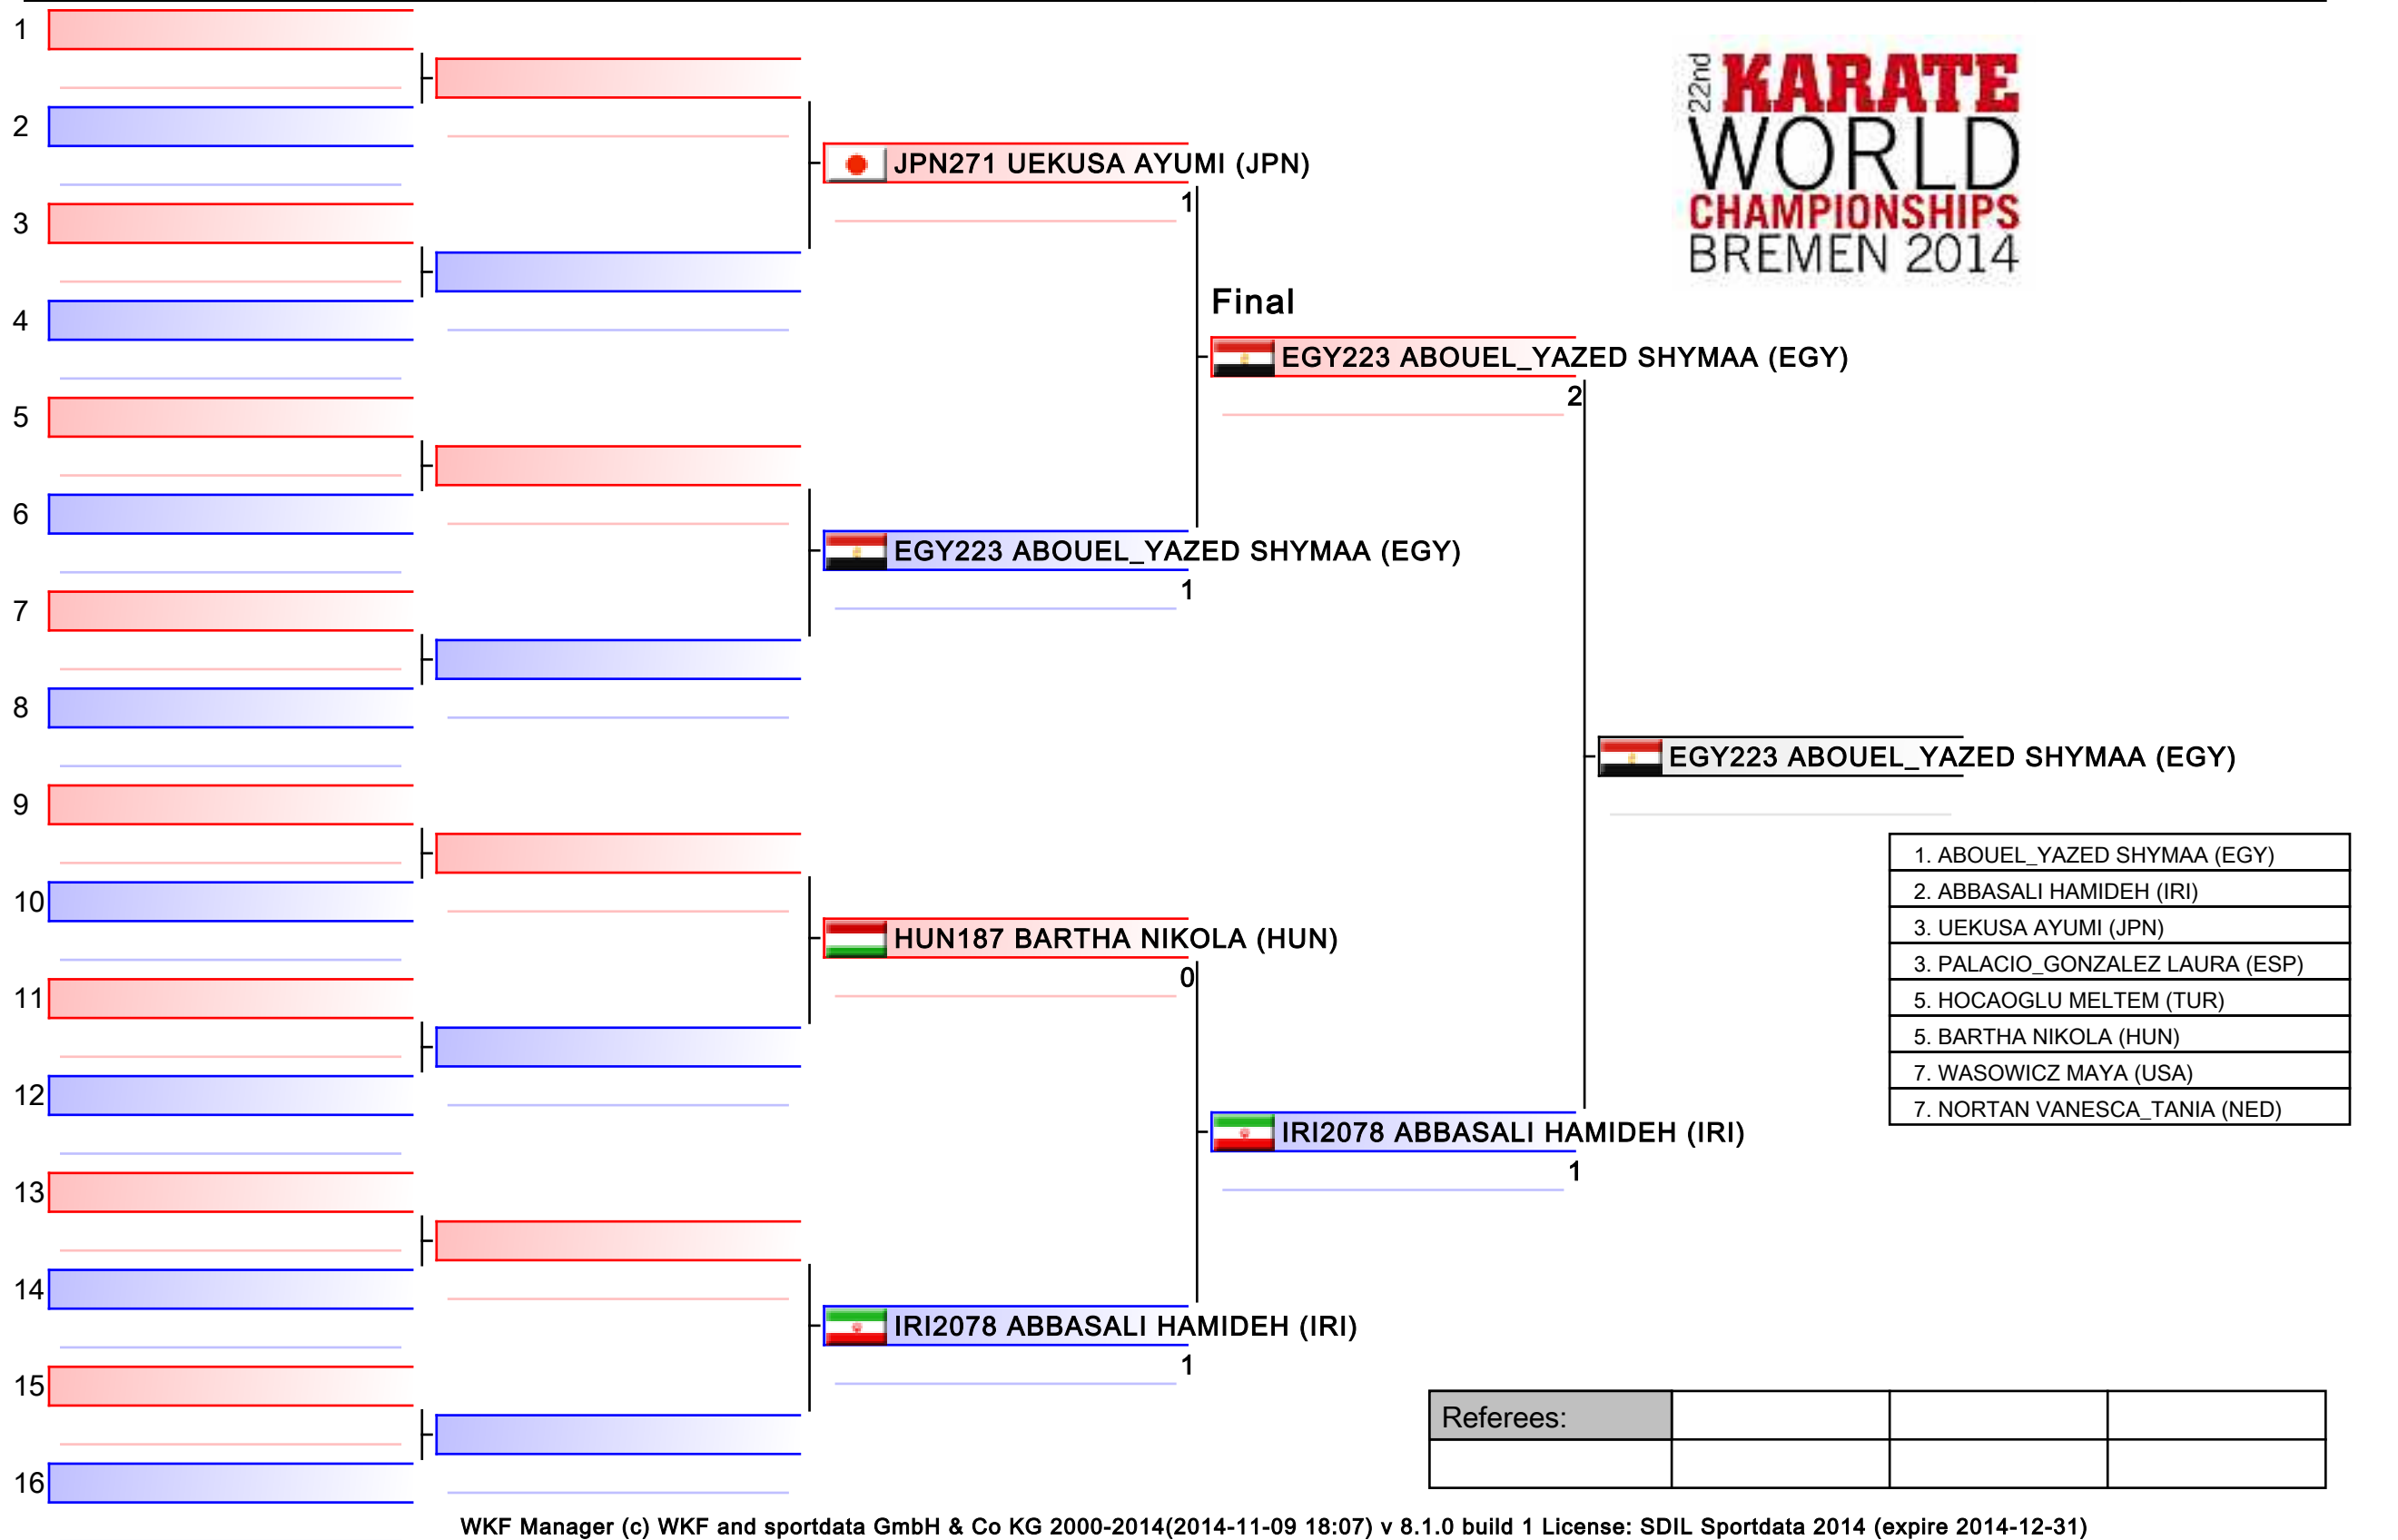 1
2
3
4
5
6
7
8
9
10
11
12
13
14
15
16
JPN271 UEKUSA AYUMI (JPN)
1
EGY223 ABOUEL_YAZED SHYMAA (EGY)
1
HUN187 BARTHA NIKOLA (HUN)
0
IRI2078 ABBASALI HAMIDEH (IRI)
1
Final
EGY223 ABOUEL_YAZED SHYMAA (EGY)
2
IRI2078 ABBASALI HAMIDEH (IRI)
1
EGY223 ABOUEL_YAZED SHYMAA (EGY)
22nd KARATE
WORLD
CHAMPIONSHIPS
BREMEN 2014
1. ABOUEL_YAZED SHYMAA (EGY)
2. ABBASALI HAMIDEH (IRI)
3. UEKUSA AYUMI (JPN)
3. PALACIO_GONZALEZ LAURA (ESP)
5. HOCAOGLU MELTEM (TUR)
5. BARTHA NIKOLA (HUN)
7. WASOWICZ MAYA (USA)
7. NORTAN VANESCA_TANIA (NED)
Referees:
WKF Manager (c) WKF and sportdata GmbH & Co KG 2000-2014(2014-11-09 18:07) v 8.1.0 build 1 License: SDIL Sportdata 2014 (expire 2014-12-31)